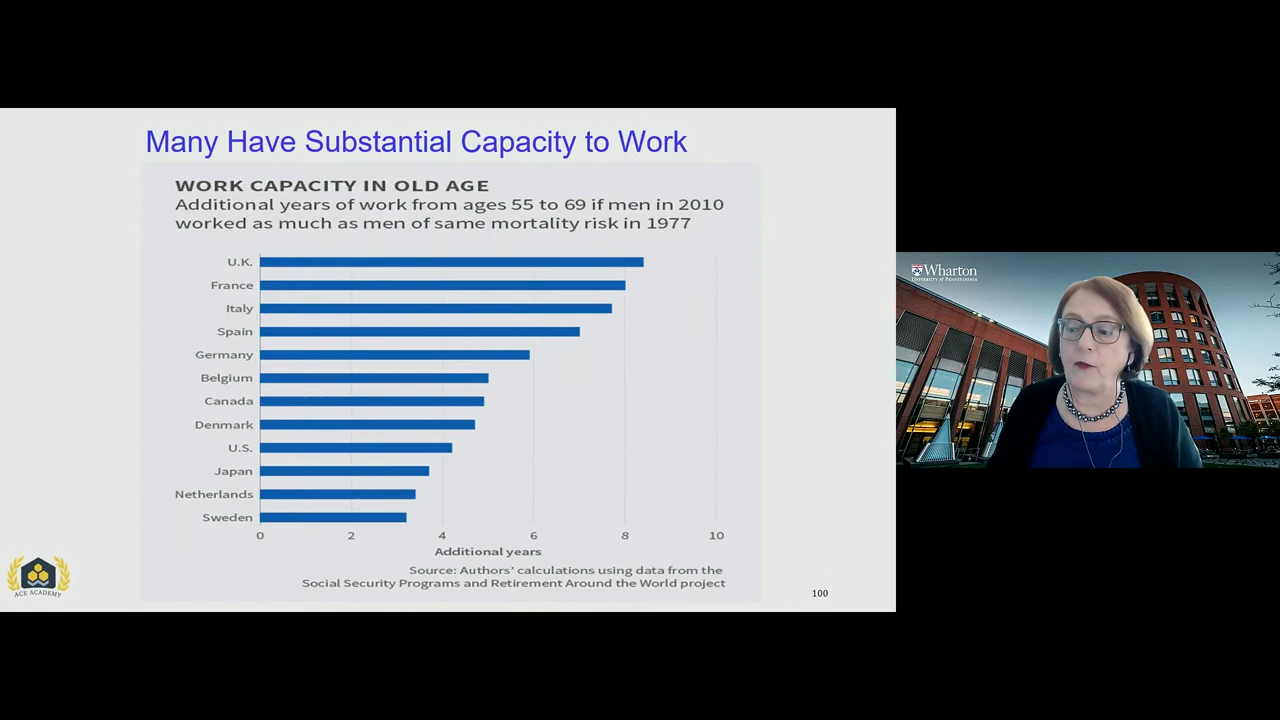 Many Have Substantial Capacity to Work
WORK CAPACITY IN OLD AGE
Additional years of work from ages 55 to 69 if men in 2010
worked as much as men of same mortality risk in 1977
U.K.
France
Italy
Spain
Germany
Belgium
Canada
Denmark
U.S.
Japan
Netherlands
Sweden
0 2 4 6 8 10
Additional years
Source: Authors' calculations using data from the
Social Security Programs and Retirement Around the World project
100
ACE ACADEMY
Wharton
UNIVERSITY of PENNSYLVANIA